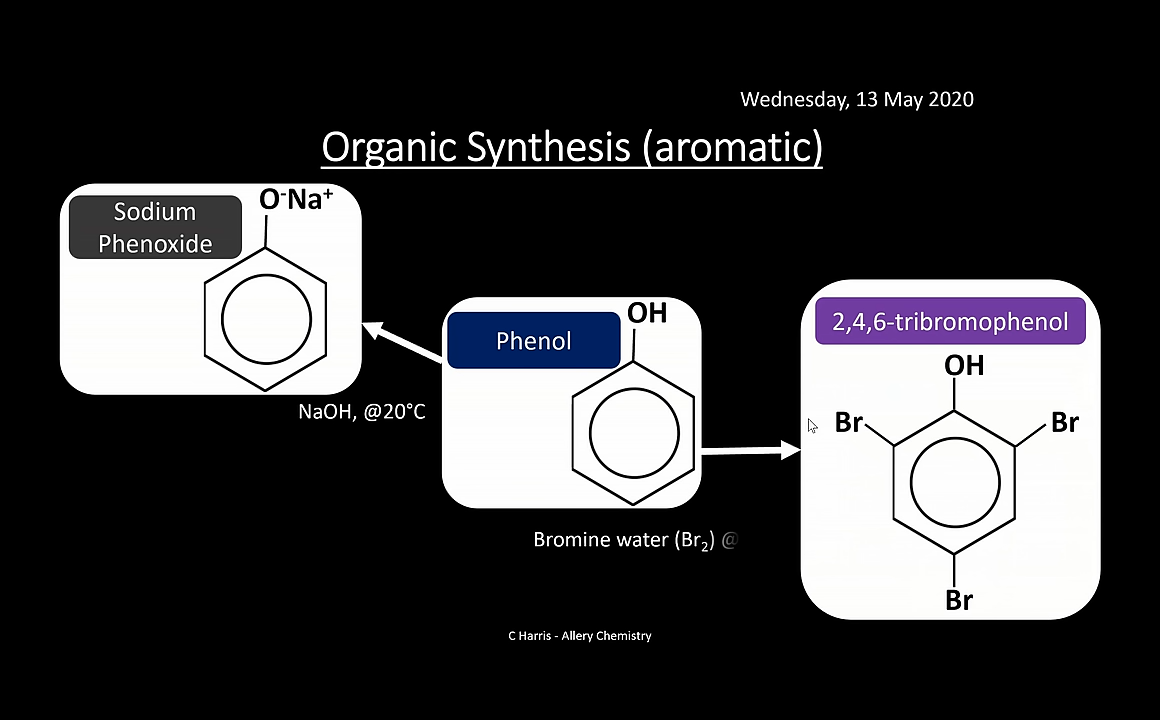 Wednesday, 13 May 2020
Organic Synthesis (aromatic)
Sodium
Phenoxide
O⁻Na⁺
NaOH, @20°C
Phenol
OH
Bromine water (Br₂) @
2,4,6-tribromophenol
OH
Br
Br
Br
C Harris - Allery Chemistry